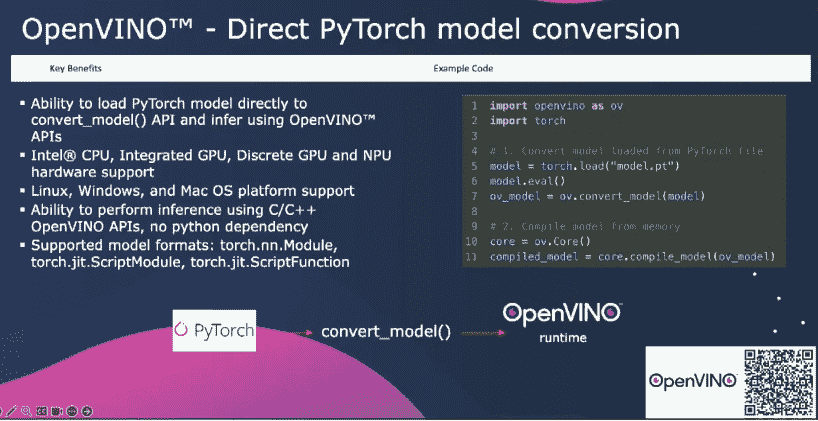 OpenVINO™ - Direct PyTorch model conversion
Key Benefits
Example Code
▪ Ability to load PyTorch model directly to
convert_model() API and infer using OpenVINO™
APIs
▪ Intel® CPU, Integrated GPU, Discrete GPU and NPU
hardware support
▪ Linux, Windows, and Mac OS platform support
▪ Ability to perform inference using C/C++
OpenVINO APIs, no python dependency
▪ Supported model formats: torch.nn.Module,
torch.jit.ScriptModule, torch.jit.ScriptFunction
1 import openvino as ov
2 import torch
3
4 # 1. Convert model loaded from PyTorch file
5 model = torch.load("model.pt")
6 model.eval()
7 ov_model = ov.convert_model(model)
8
9 # 2. Compile model from memory
10 core = ov.Core()
11 compiled_model = core.compile_model(ov_model)
PyTorch
convert_model()
OpenVINO™
runtime
OpenVINO™